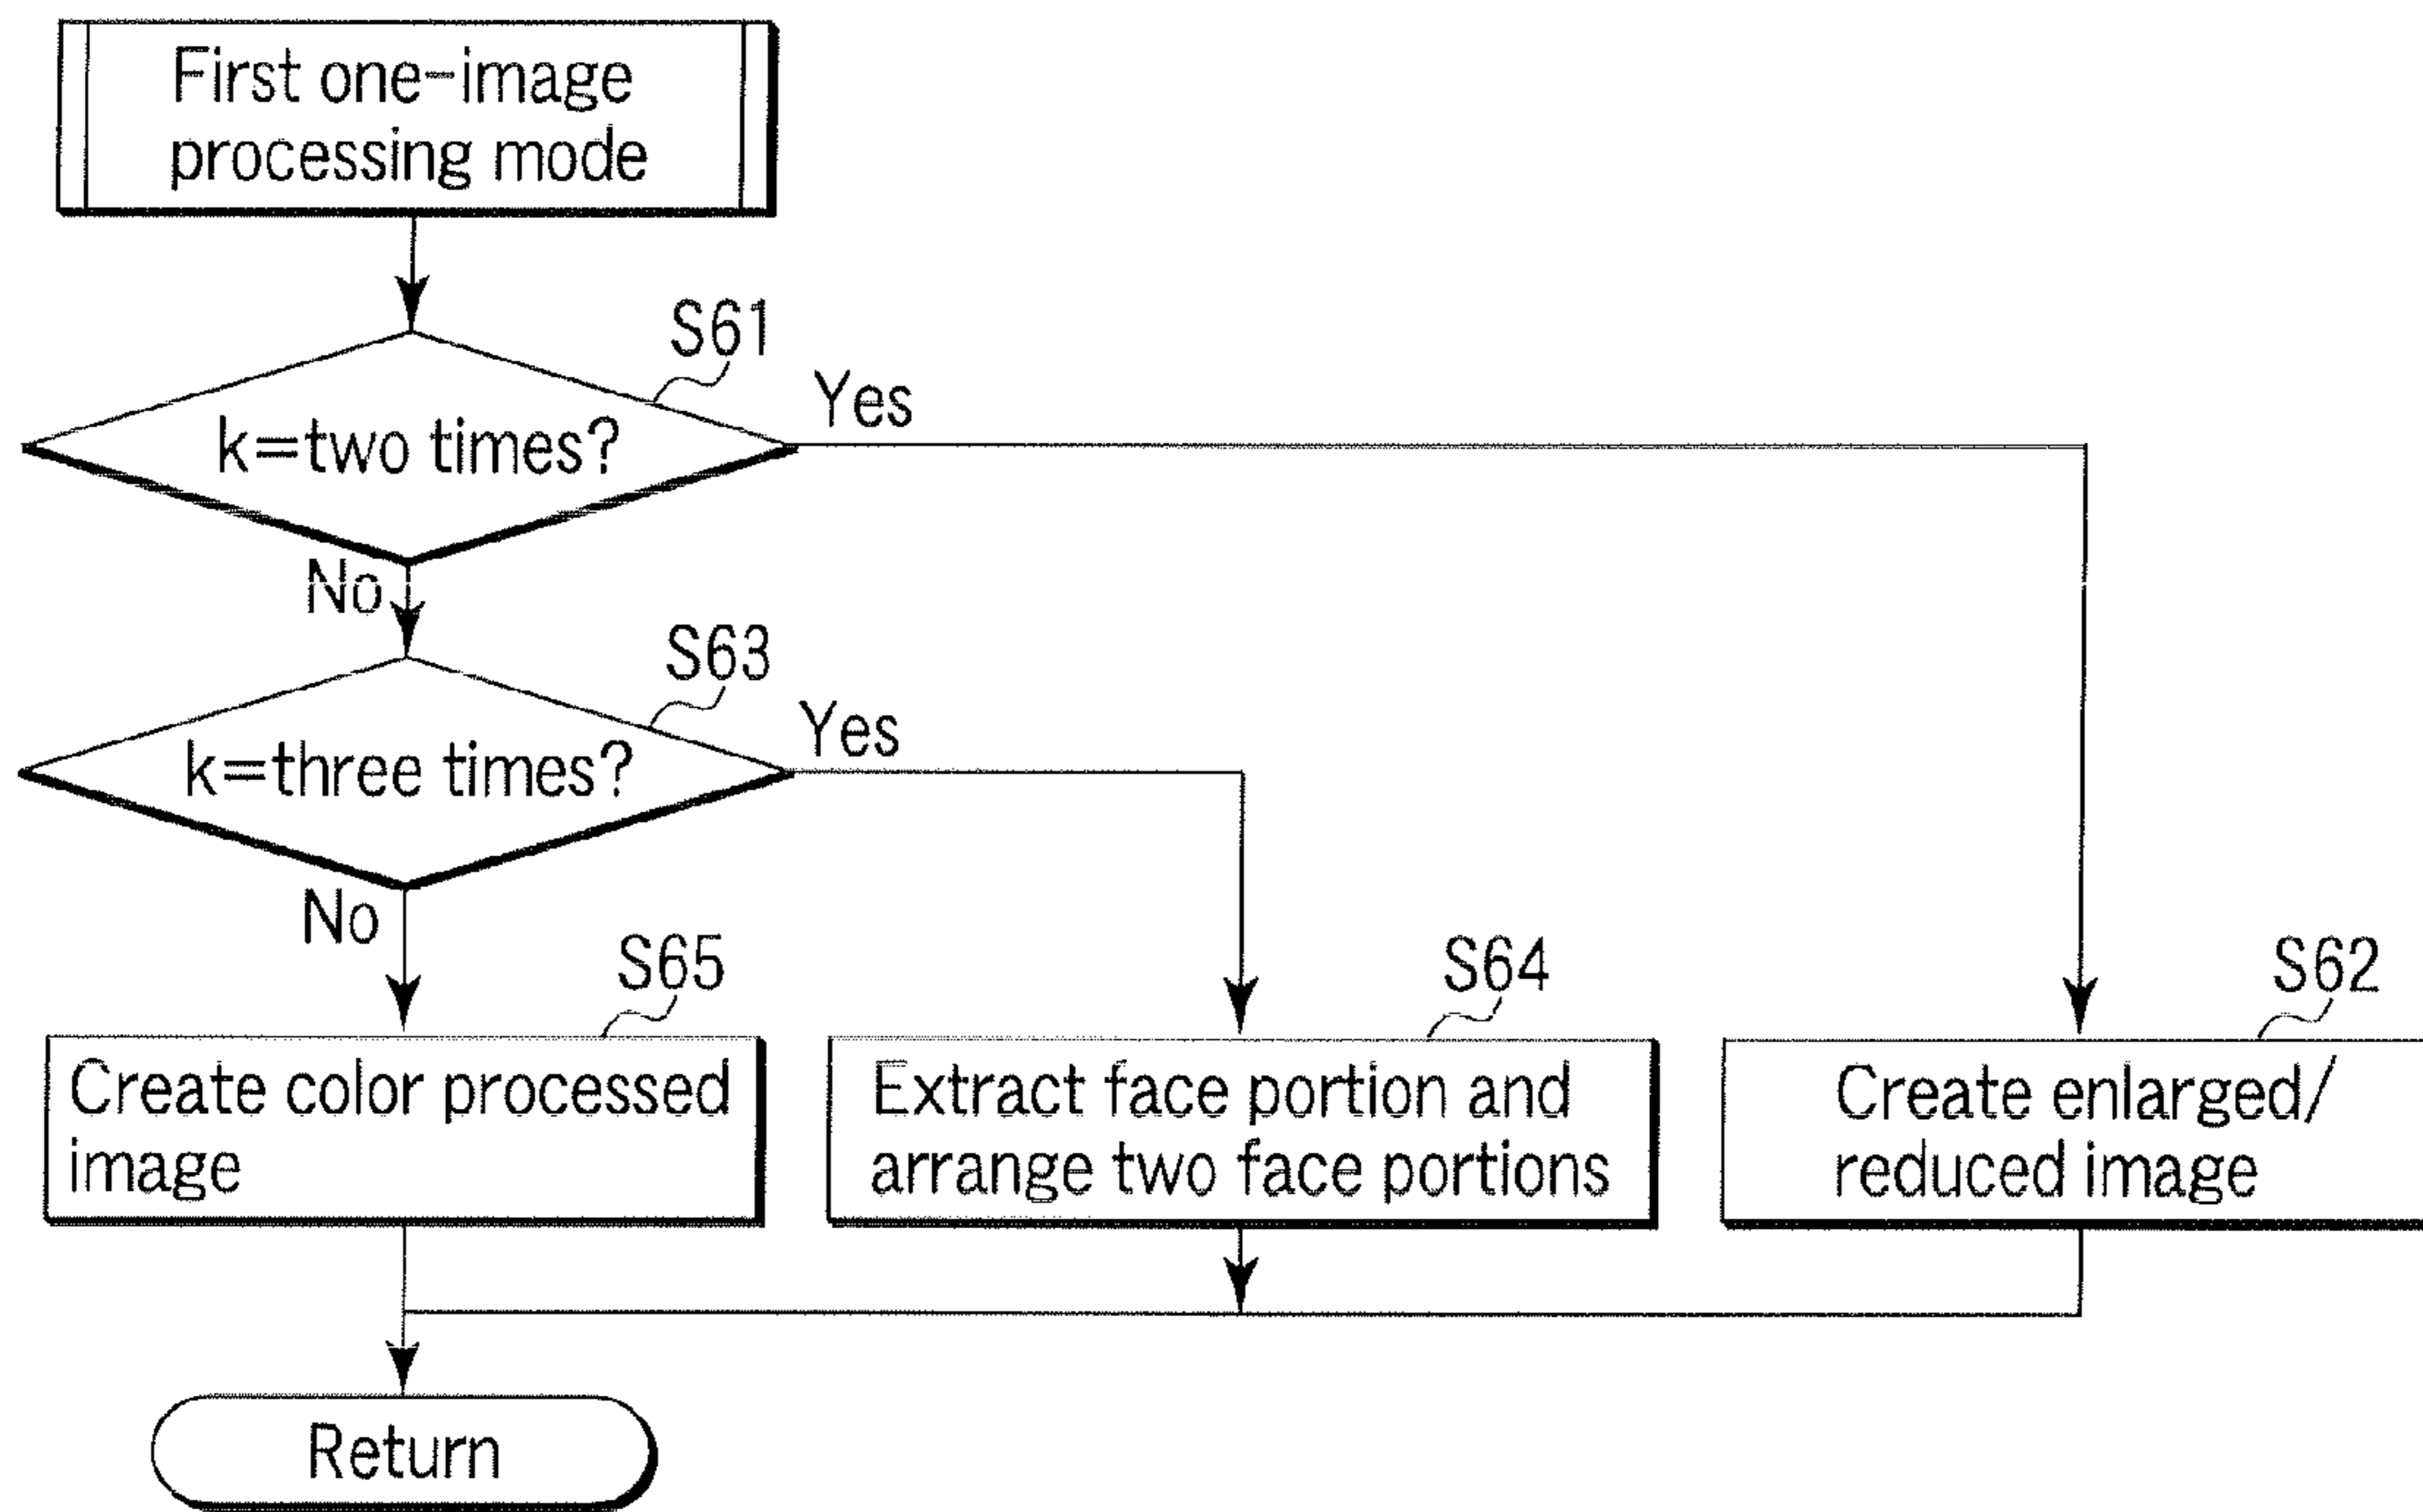 First one-image
processing mode
S61
k=two times?
Yes
No
S63
k=three times?
Yes
No
S65
Create color processed
image
S64
Extract face portion and
arrange two face portions
S62
Create enlarged/
reduced image
Return